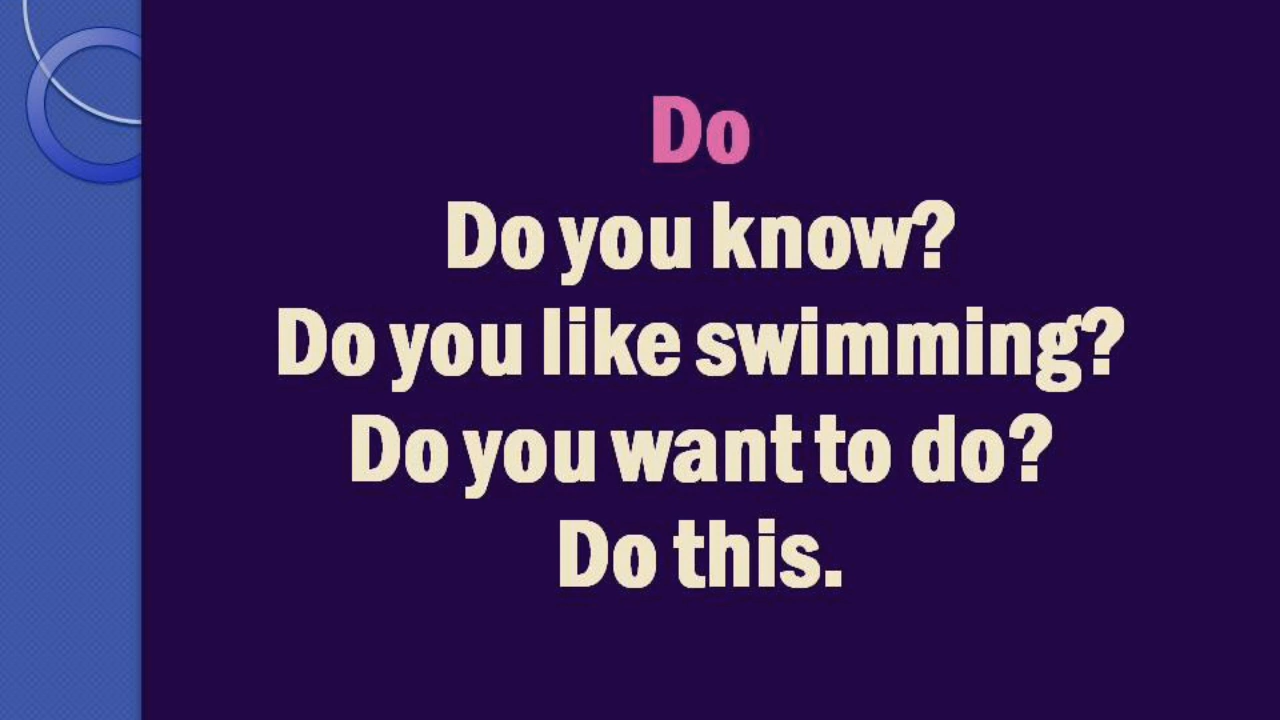 Do
Do you know?
Do you like swimming?
Do you want to do?
Do this.